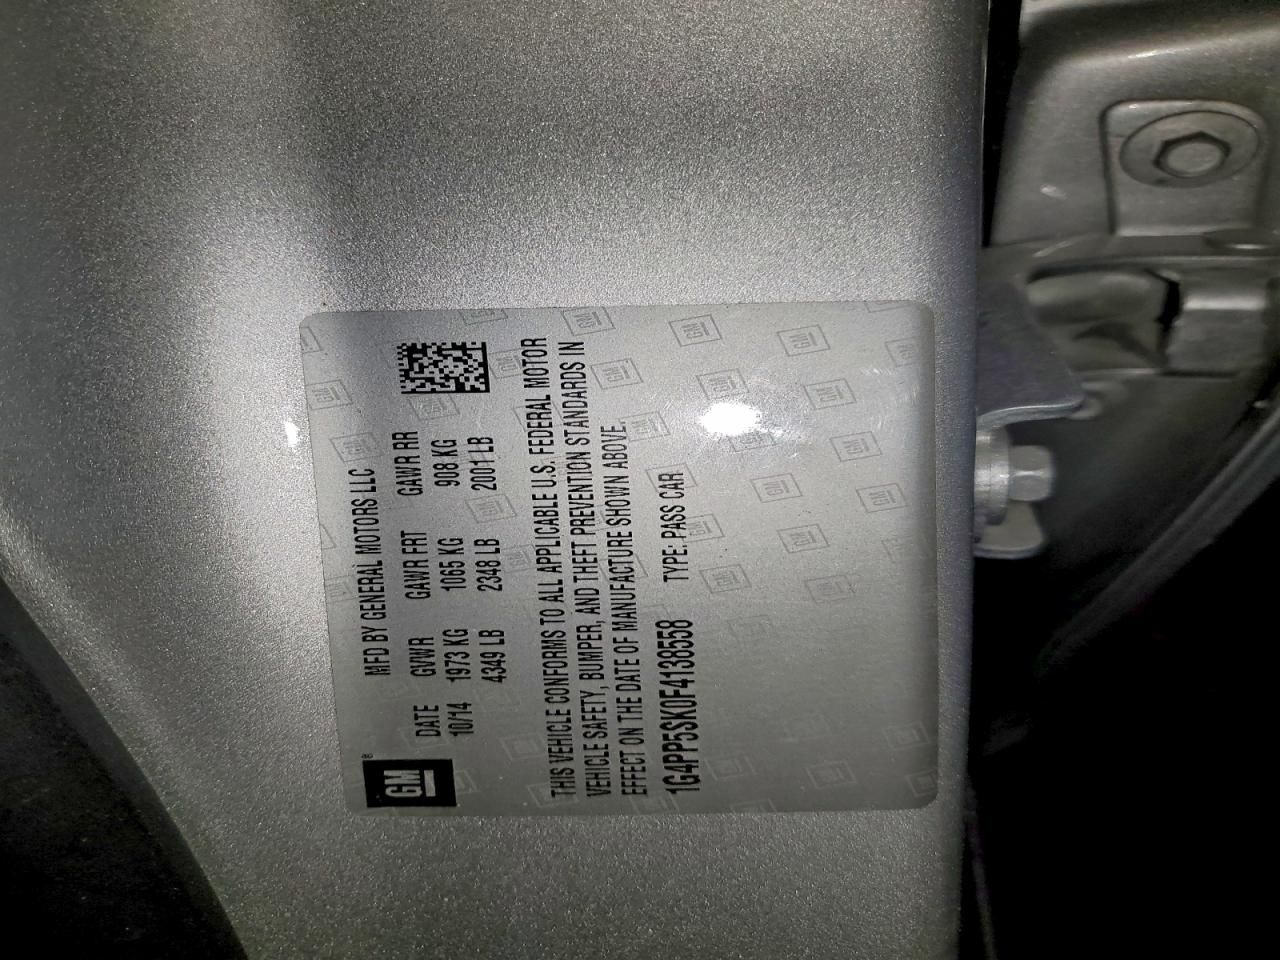 MFD BY GENERAL MOTORS LLC
GM ®
DATE GVWR GAWR FRT GAWR RR
10/14 1973 KG 1065 KG 908 KG
4349 LB 2348 LB 2001 LB
THIS VEHICLE CONFORMS TO ALL APPLICABLE U.S. FEDERAL MOTOR
VEHICLE SAFETY, BUMPER, AND THEFT PREVENTION STANDARDS IN
EFFECT ON THE DATE OF MANUFACTURE SHOWN ABOVE.
1G4PP5SK0F4138558 TYPE: PASS CAR